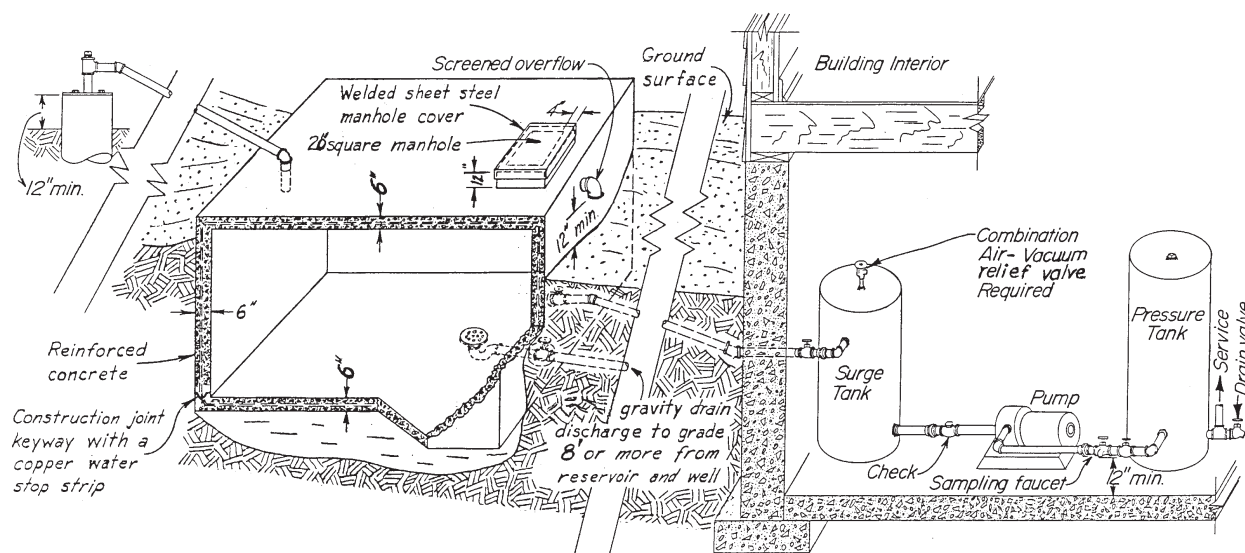 12" min.
Screened overflow
Welded sheet steel
manhole cover
square manhole
4"
12"
6"
12" min.
6"
6"
Reinforced
concrete
Construction joint
keyway with a
copper water
stop strip
Ground
surface
gravity drain
discharge to grade
8' or more from
reservoir and well
Building Interior
Combination
Air-Vacuum
relief valve
Required
Surge
Tank
Pressure
Tank
Pump
Check
Sampling faucet
12" min.
Service
Drain valve